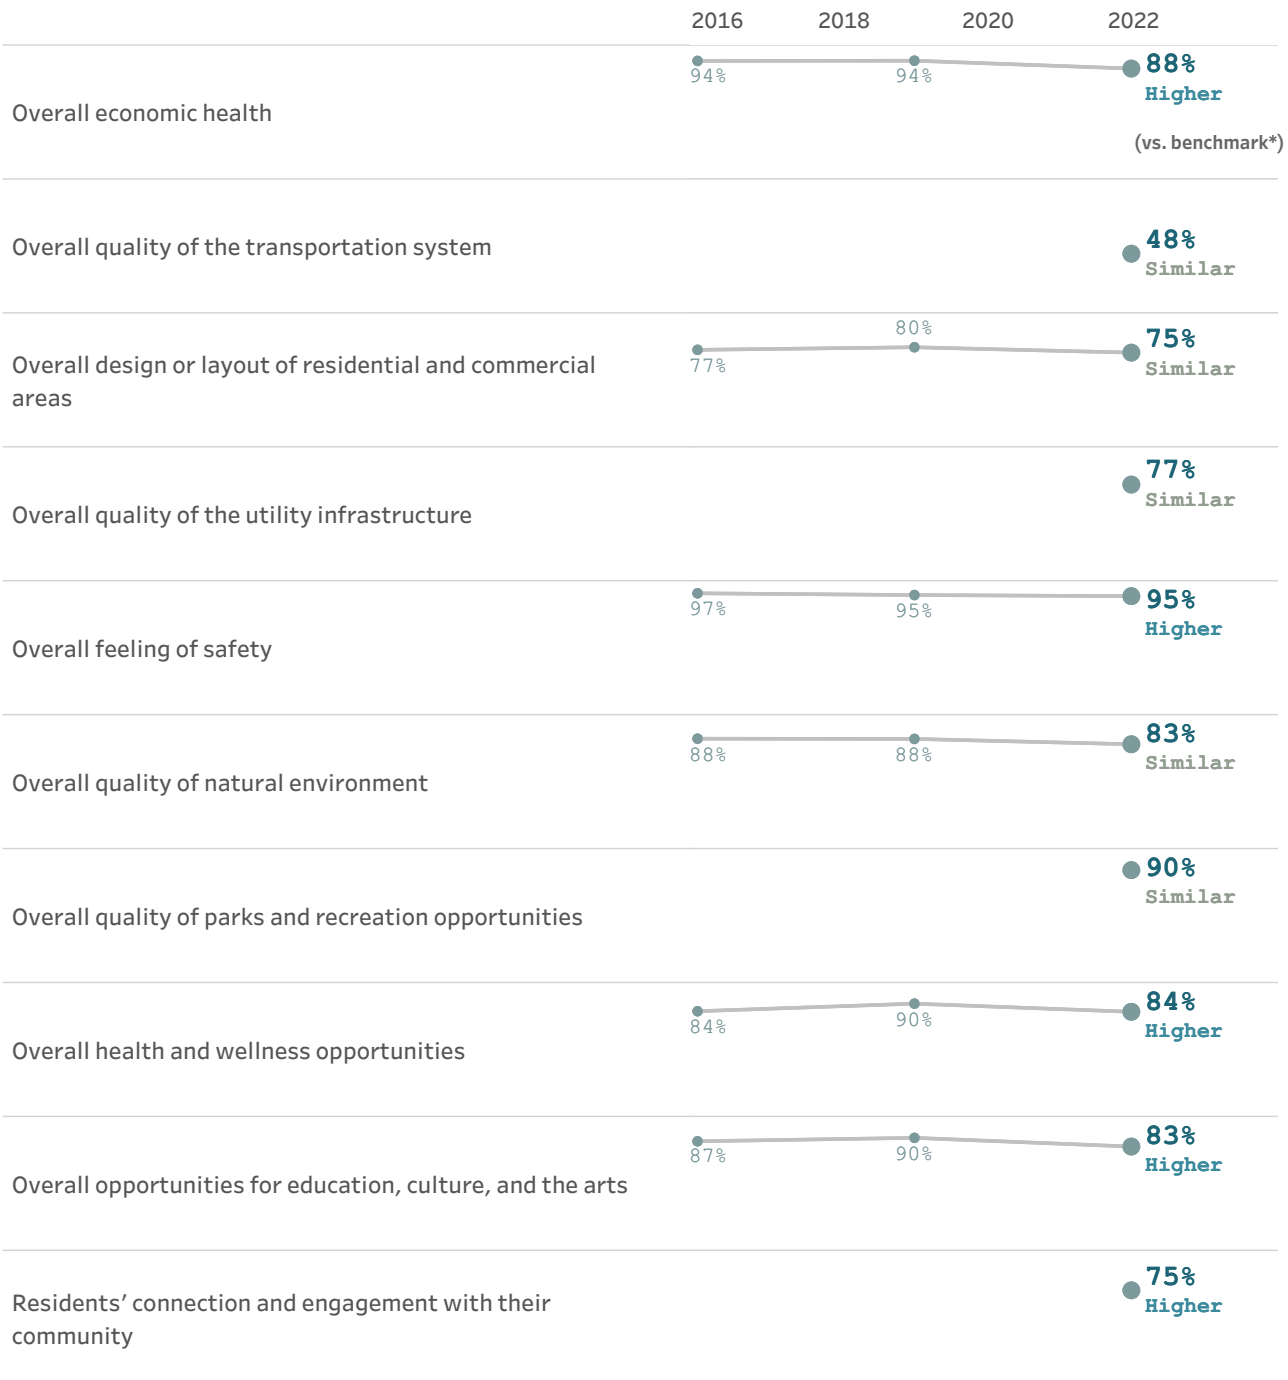 2016 2018 2020 2022
94% 94% 88%
Higher
Overall economic health
(vs. benchmark*)
48%
Overall quality of the transportation system
Similar
80%
75%
77% Similar
Overall design or layout of residential and commercial
areas
77%
Similar
Overall quality of the utility infrastructure
97% 95% 95%
Higher
Overall feeling of safety
88% 88% 83%
Similar
Overall quality of natural environment
90%
Similar
Overall quality of parks and recreation opportunities
84% 90% 84%
Higher
Overall health and wellness opportunities
87% 90% 83%
Higher
Overall opportunities for education, culture, and the arts
75%
Higher
Residents’ connection and engagement with their
community